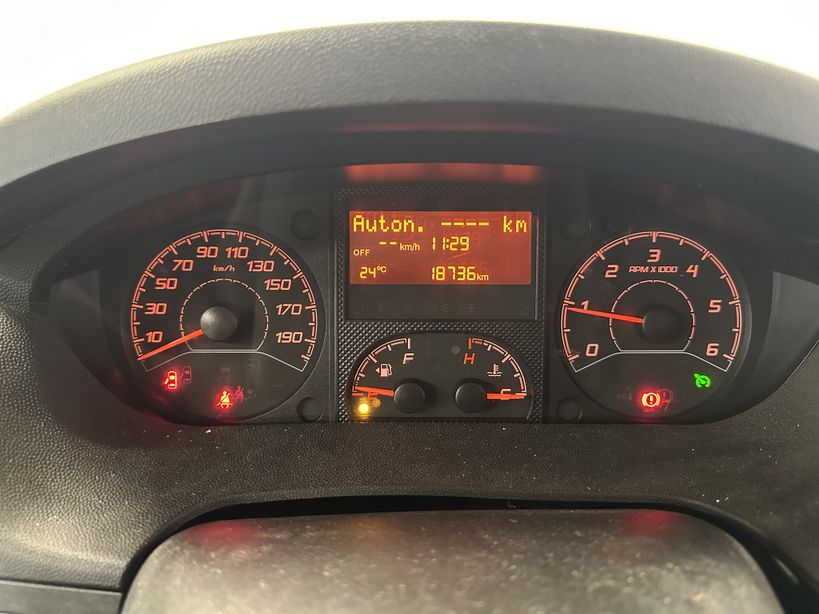 Auton. ---- km
OFF --km/h 11:29
24°C 18736km
10 30 50 70 90 110 130 150 170 190
km/h
F
H
C
0 1 2 3 4 5 6
RPM X 1000